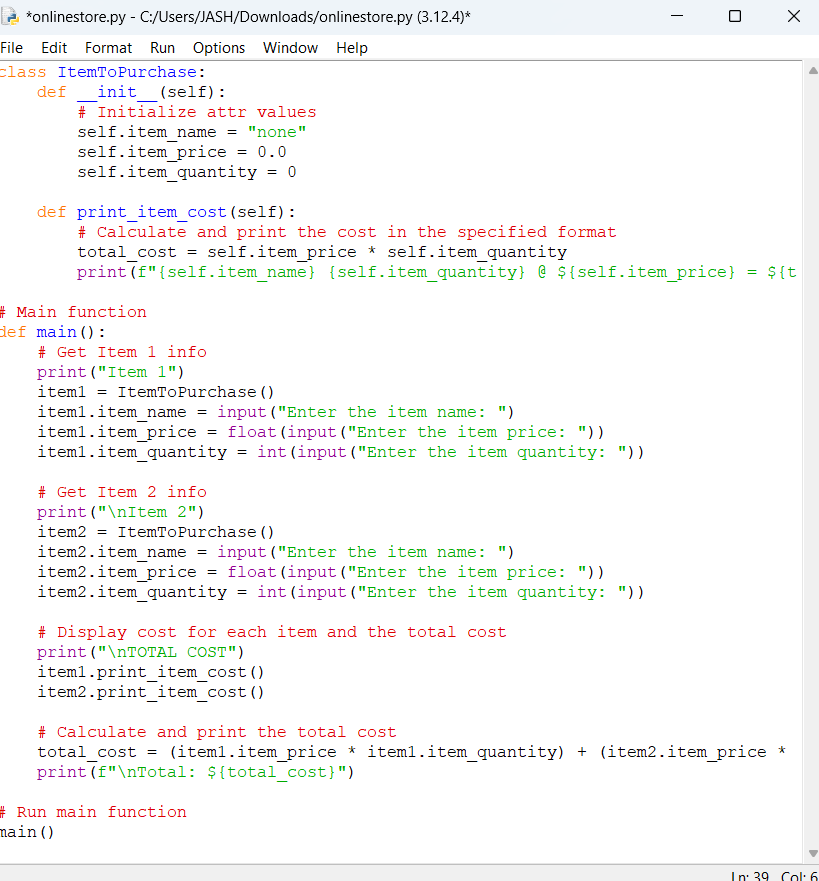 *onlinestore.py - C:/Users/JASH/Downloads/onlinestore.py (3.12.4)*
File Edit Format Run Options Window Help
class ItemToPurchase:
    def __init__(self):
        # Initialize attr values
        self.item_name = "none"
        self.item_price = 0.0
        self.item_quantity = 0

    def print_item_cost(self):
        # Calculate and print the cost in the specified format
        total_cost = self.item_price * self.item_quantity
        print(f"{self.item_name} {self.item_quantity} @ ${self.item_price} = ${t

# Main function
def main():
    # Get Item 1 info
    print("Item 1")
    item1 = ItemToPurchase()
    item1.item_name = input("Enter the item name: ")
    item1.item_price = float(input("Enter the item price: "))
    item1.item_quantity = int(input("Enter the item quantity: "))

    # Get Item 2 info
    print("\nItem 2")
    item2 = ItemToPurchase()
    item2.item_name = input("Enter the item name: ")
    item2.item_price = float(input("Enter the item price: "))
    item2.item_quantity = int(input("Enter the item quantity: "))

    # Display cost for each item and the total cost
    print("\nTOTAL COST")
    item1.print_item_cost()
    item2.print_item_cost()

    # Calculate and print the total cost
    total_cost = (item1.item_price * item1.item_quantity) + (item2.item_price *
    print(f"\nTotal: ${total_cost}")

# Run main function
main()
Ln: 39 Col: 6